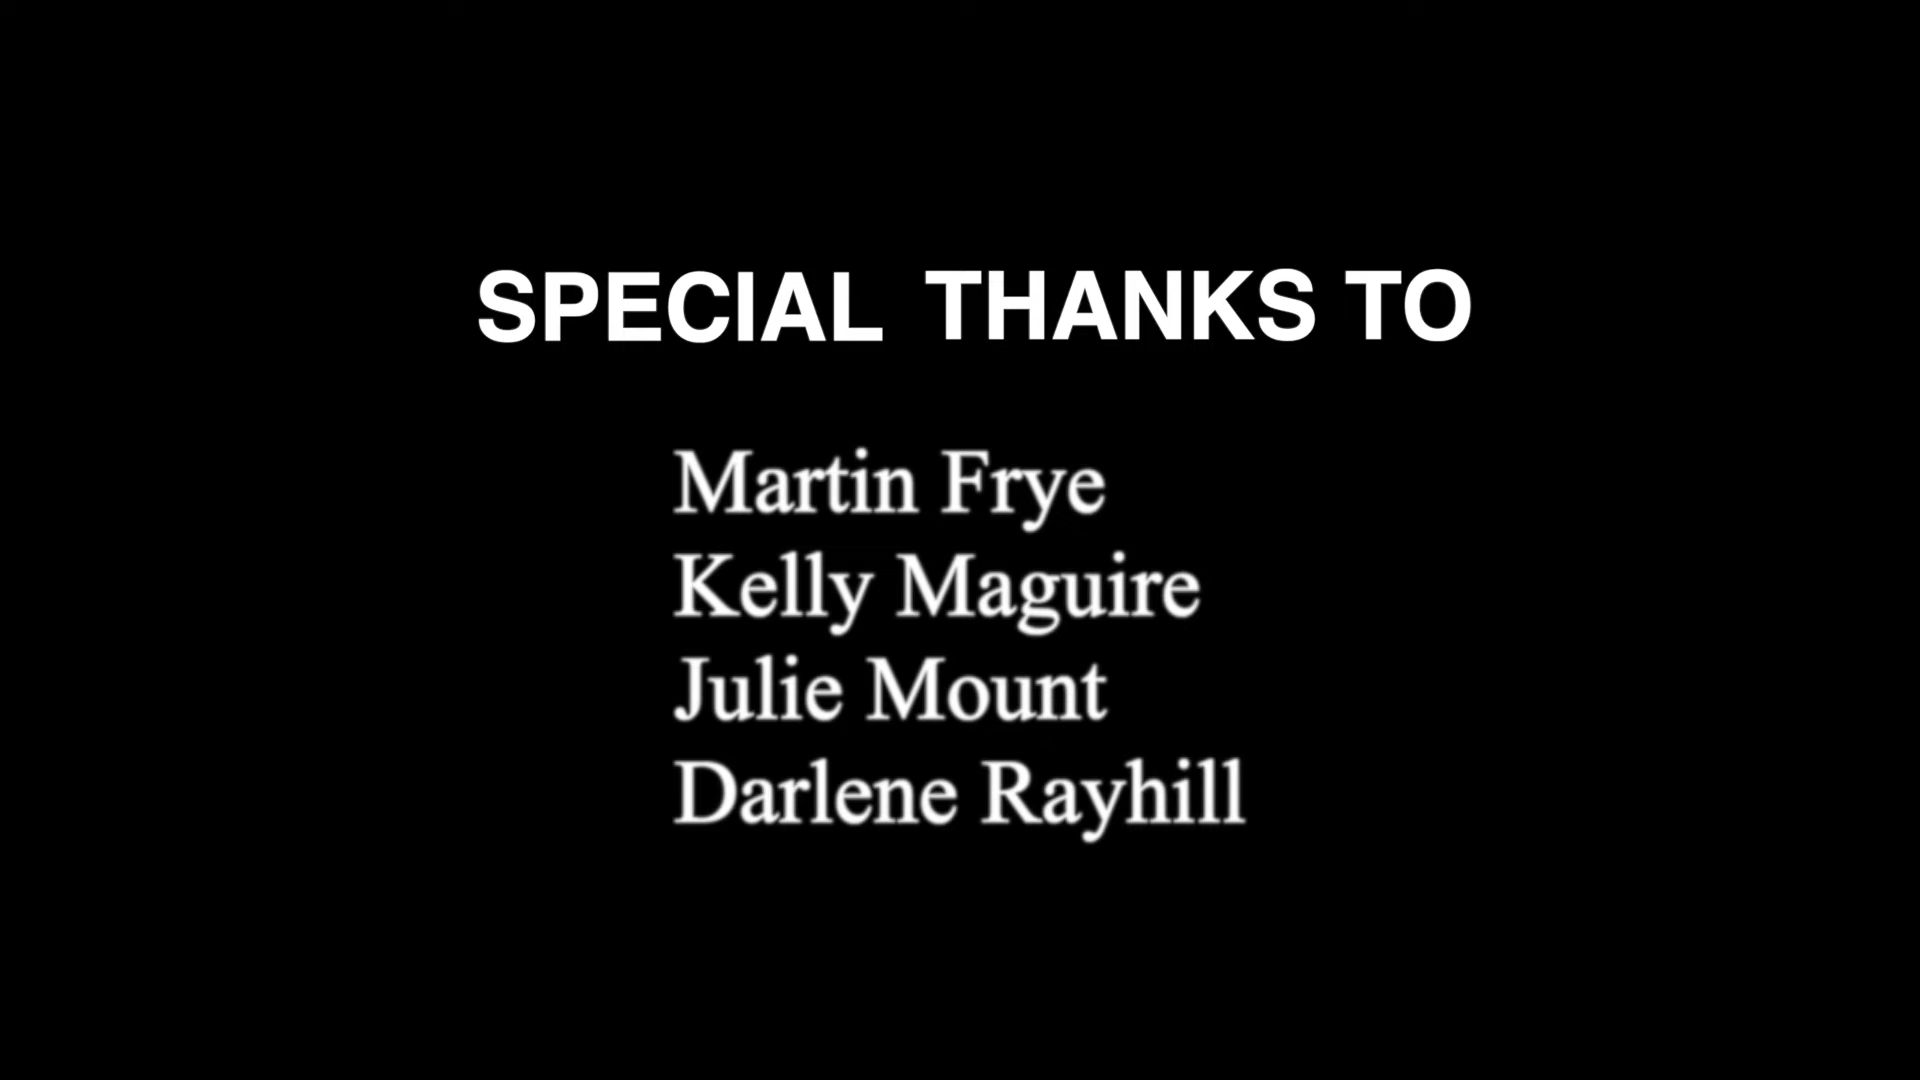 SPECIAL THANKS TO
Martin Frye
Kelly Maguire
Julie Mount
Darlene Rayhill